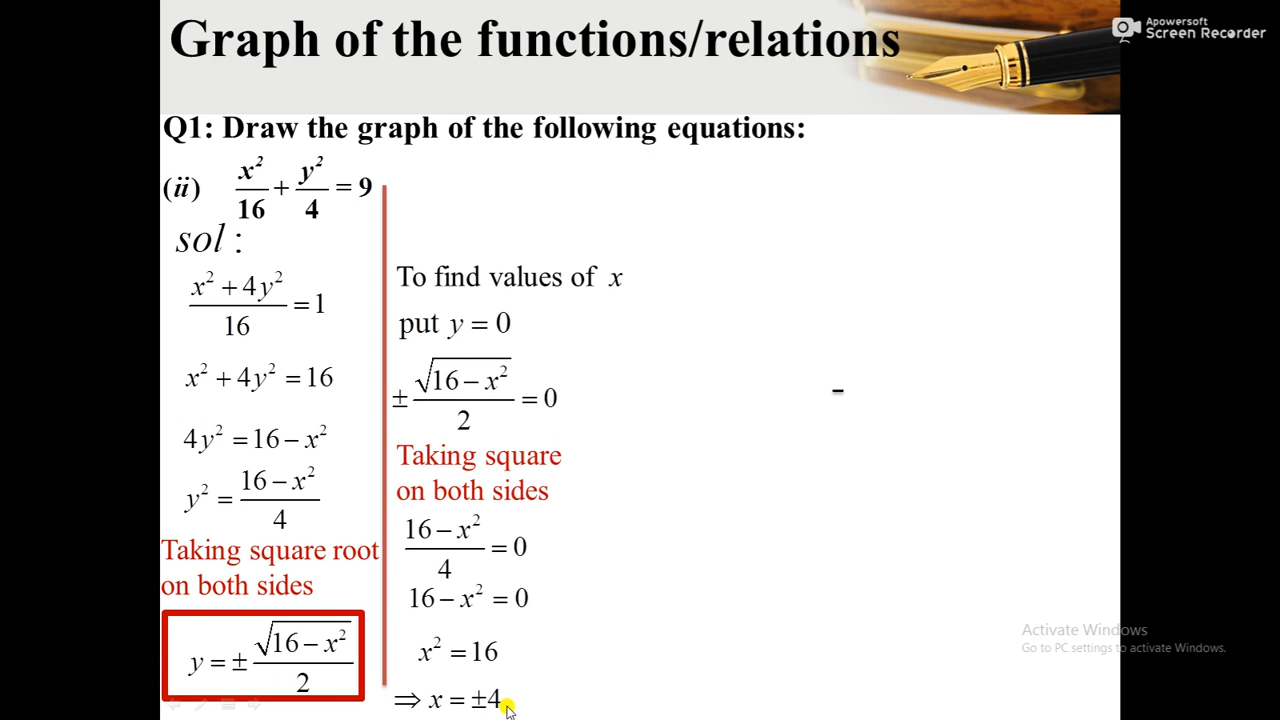 Graph of the functions/relations
Apowersoft
Screen Recorder
Q1: Draw the graph of the following equations:
(ii) x²/16 + y²/4 = 9
sol :
(x² + 4y²)/16 = 1
x² + 4y² = 16
4y² = 16 − x²
y² = (16 − x²)/4
Taking square root
on both sides
y = ± √(16 − x²)/2
To find values of x
put y = 0
± √(16 − x²)/2 = 0
Taking square
on both sides
(16 − x²)/4 = 0
16 − x² = 0
x² = 16
⇒ x = ±4
-
Activate Windows
Go to PC settings to activate Windows.